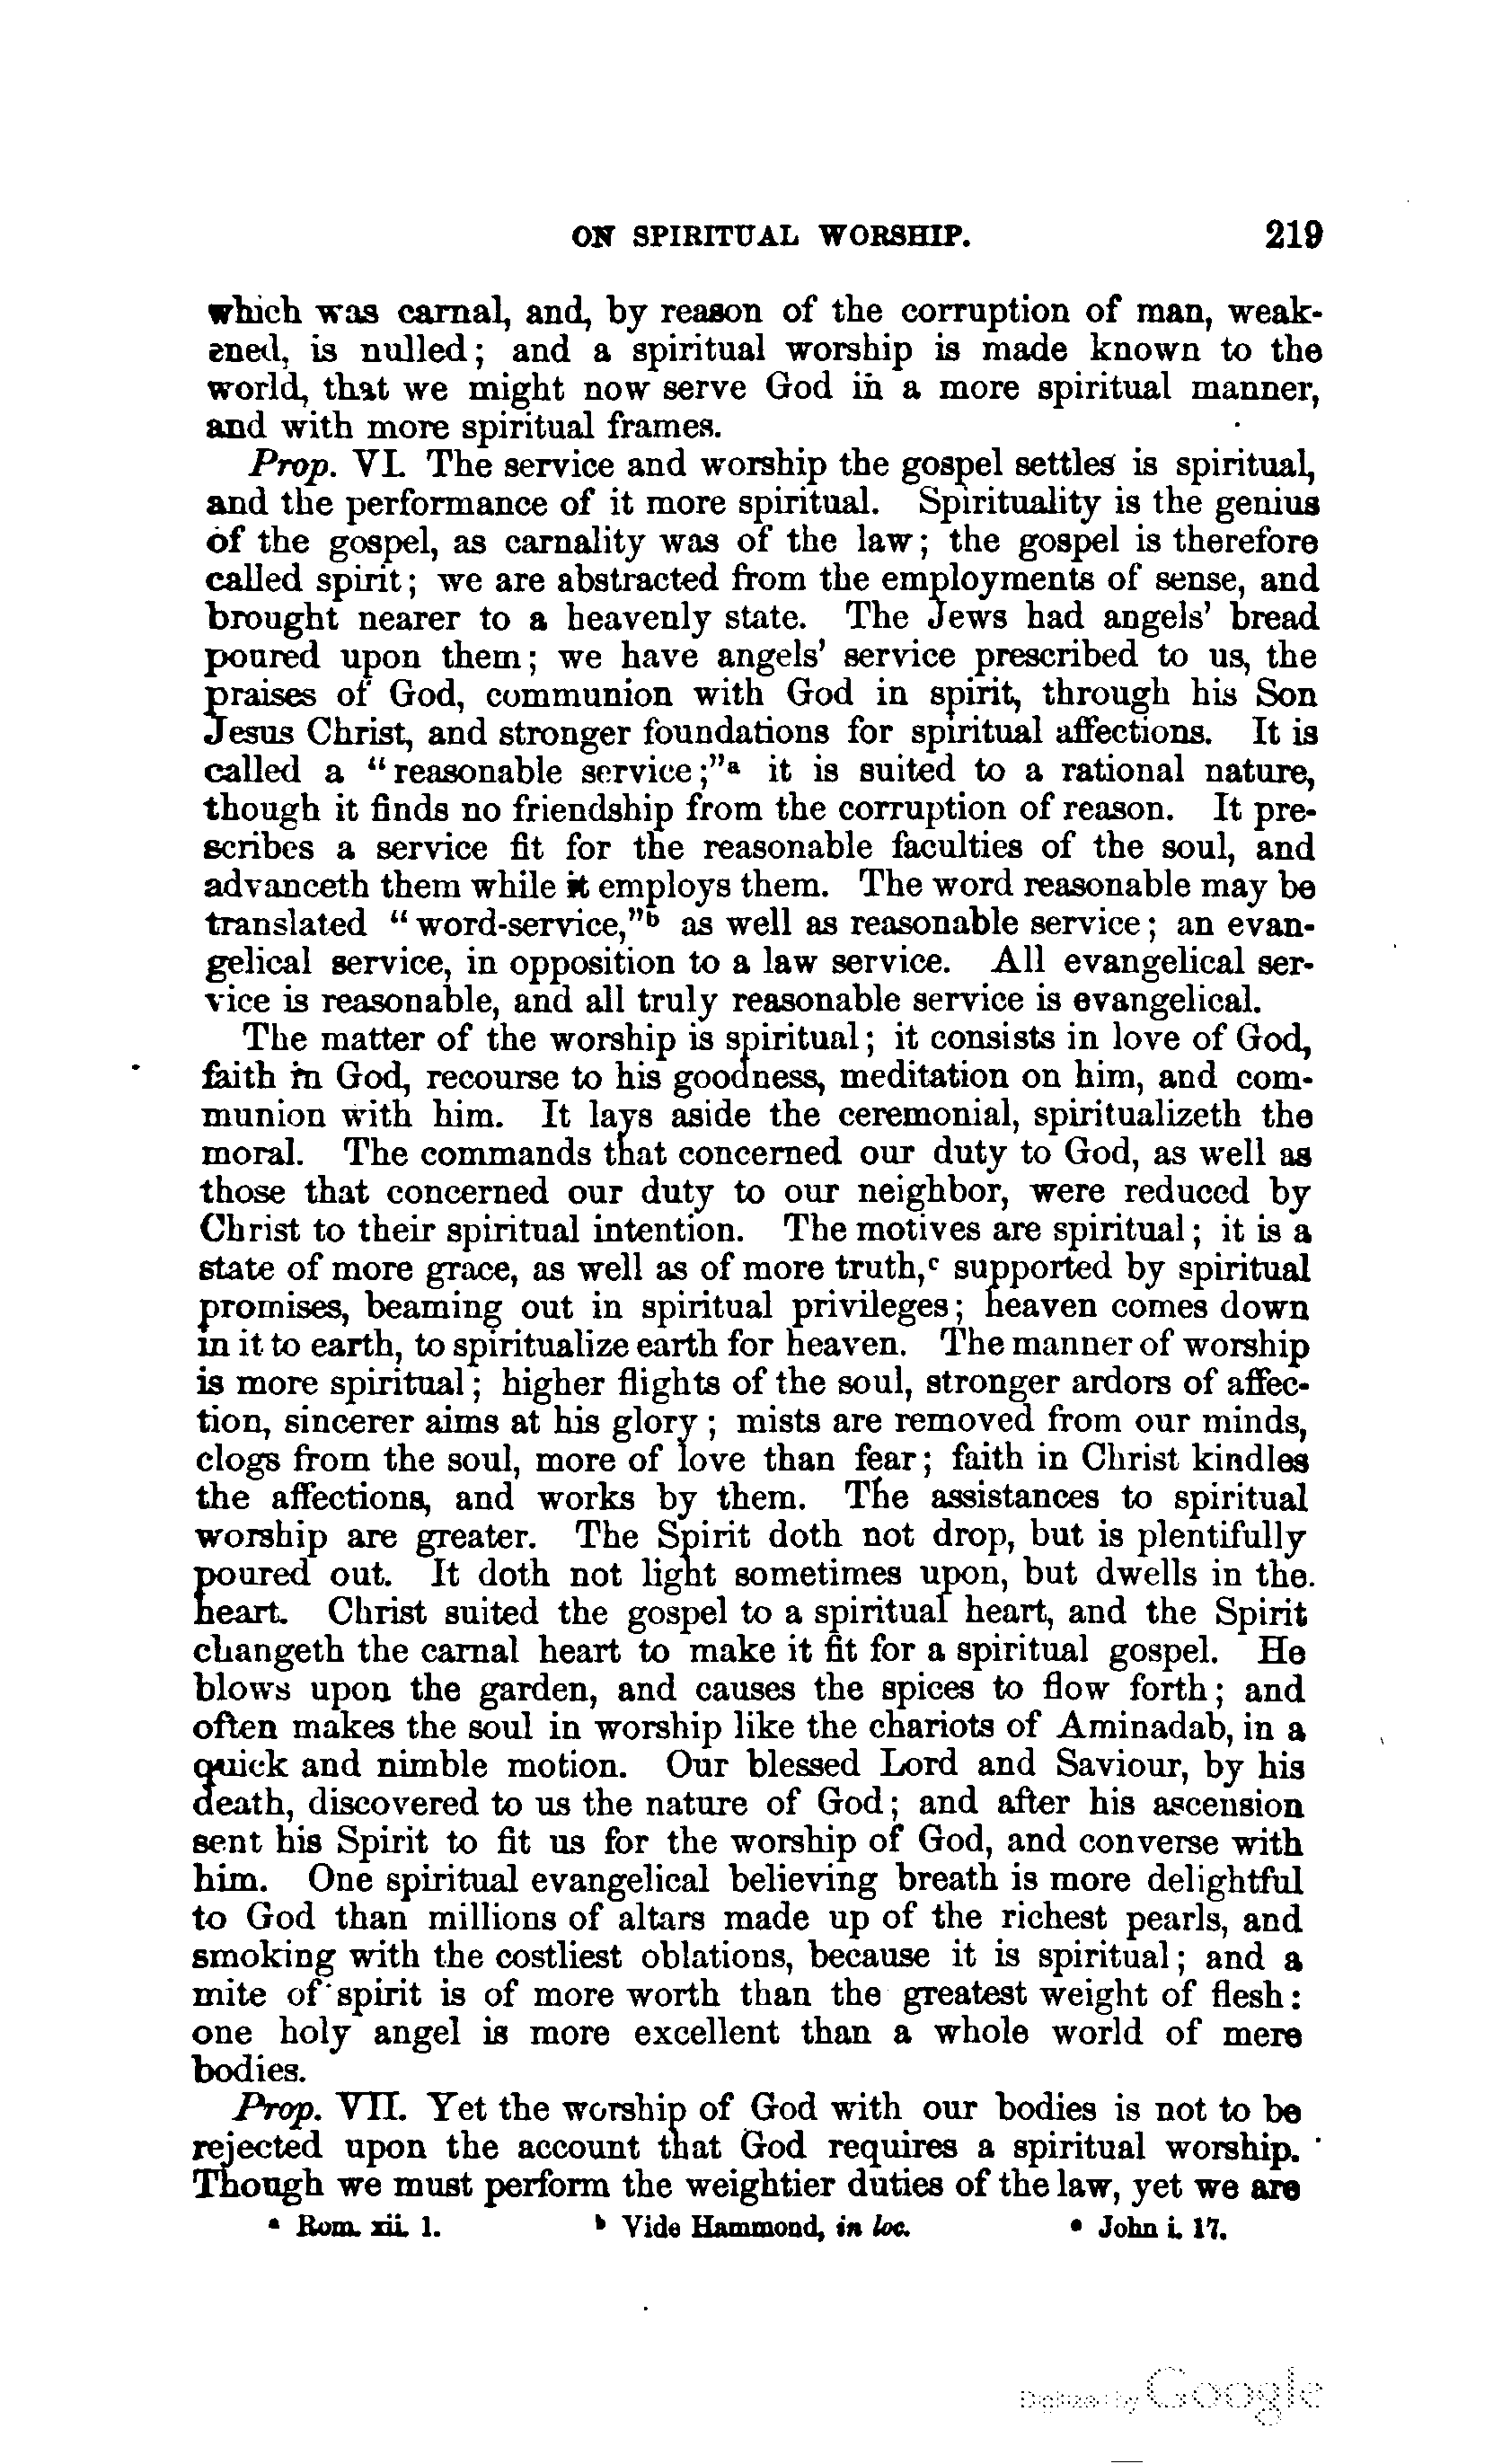 ON SPIRITUAL WORSHIP. 219
which was carnal, and, by reason of the corruption of man, weak-
ened, is nulled; and a spiritual worship is made known to the
world, that we might now serve God in a more spiritual manner,
and with more spiritual frames.
Prop. VI. The service and worship the gospel settles is spiritual,
and the performance of it more spiritual. Spirituality is the genius
of the gospel, as carnality was of the law; the gospel is therefore
called spirit; we are abstracted from the employments of sense, and
brought nearer to a heavenly state. The Jews had angels' bread
poured upon them; we have angels' service prescribed to us, the
praises of God, communion with God in spirit, through his Son
Jesus Christ, and stronger foundations for spiritual affections. It is
called a "reasonable service;"a it is suited to a rational nature,
though it finds no friendship from the corruption of reason. It pre-
scribes a service fit for the reasonable faculties of the soul, and
advanceth them while it employs them. The word reasonable may be
translated "word-service,"b as well as reasonable service; an evan-
gelical service, in opposition to a law service. All evangelical ser-
vice is reasonable, and all truly reasonable service is evangelical.
The matter of the worship is spiritual; it consists in love of God,
faith in God, recourse to his goodness, meditation on him, and com-
munion with him. It lays aside the ceremonial, spiritualizeth the
moral. The commands that concerned our duty to God, as well as
those that concerned our duty to our neighbor, were reduced by
Christ to their spiritual intention. The motives are spiritual; it is a
state of more grace, as well as of more truth,c supported by spiritual
promises, beaming out in spiritual privileges; heaven comes down
in it to earth, to spiritualize earth for heaven. The manner of worship
is more spiritual; higher flights of the soul, stronger ardors of affec-
tion, sincerer aims at his glory; mists are removed from our minds,
clogs from the soul, more of love than fear; faith in Christ kindles
the affections, and works by them. The assistances to spiritual
worship are greater. The Spirit doth not drop, but is plentifully
poured out. It doth not light sometimes upon, but dwells in the
heart. Christ suited the gospel to a spiritual heart, and the Spirit
changeth the carnal heart to make it fit for a spiritual gospel. He
blows upon the garden, and causes the spices to flow forth; and
often makes the soul in worship like the chariots of Aminadab, in a
quick and nimble motion. Our blessed Lord and Saviour, by his
death, discovered to us the nature of God; and after his ascension
sent his Spirit to fit us for the worship of God, and converse with
him. One spiritual evangelical believing breath is more delightful
to God than millions of altars made up of the richest pearls, and
smoking with the costliest oblations, because it is spiritual; and a
mite of spirit is of more worth than the greatest weight of flesh:
one holy angel is more excellent than a whole world of mere
bodies.
Prop. VII. Yet the worship of God with our bodies is not to be
rejected upon the account that God requires a spiritual worship.
Though we must perform the weightier duties of the law, yet we are
a Rom. xii. 1. b Vide Hammond, in loc. c John i. 17.
Digitized by Google